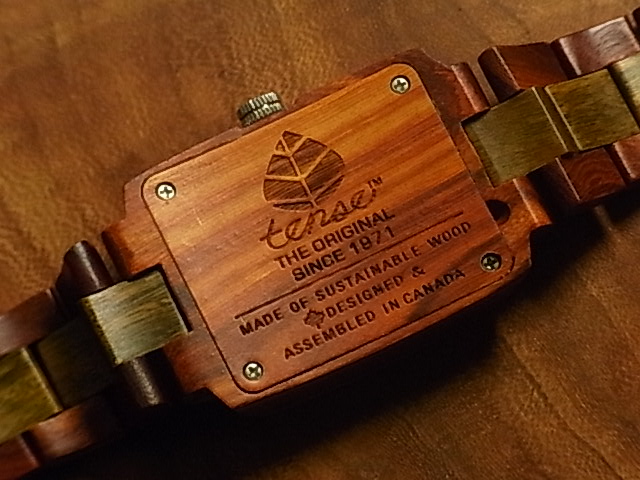 tense™
THE ORIGINAL
SINCE 1971
MADE OF SUSTAINABLE WOOD
DESIGNED &
ASSEMBLED IN CANADA